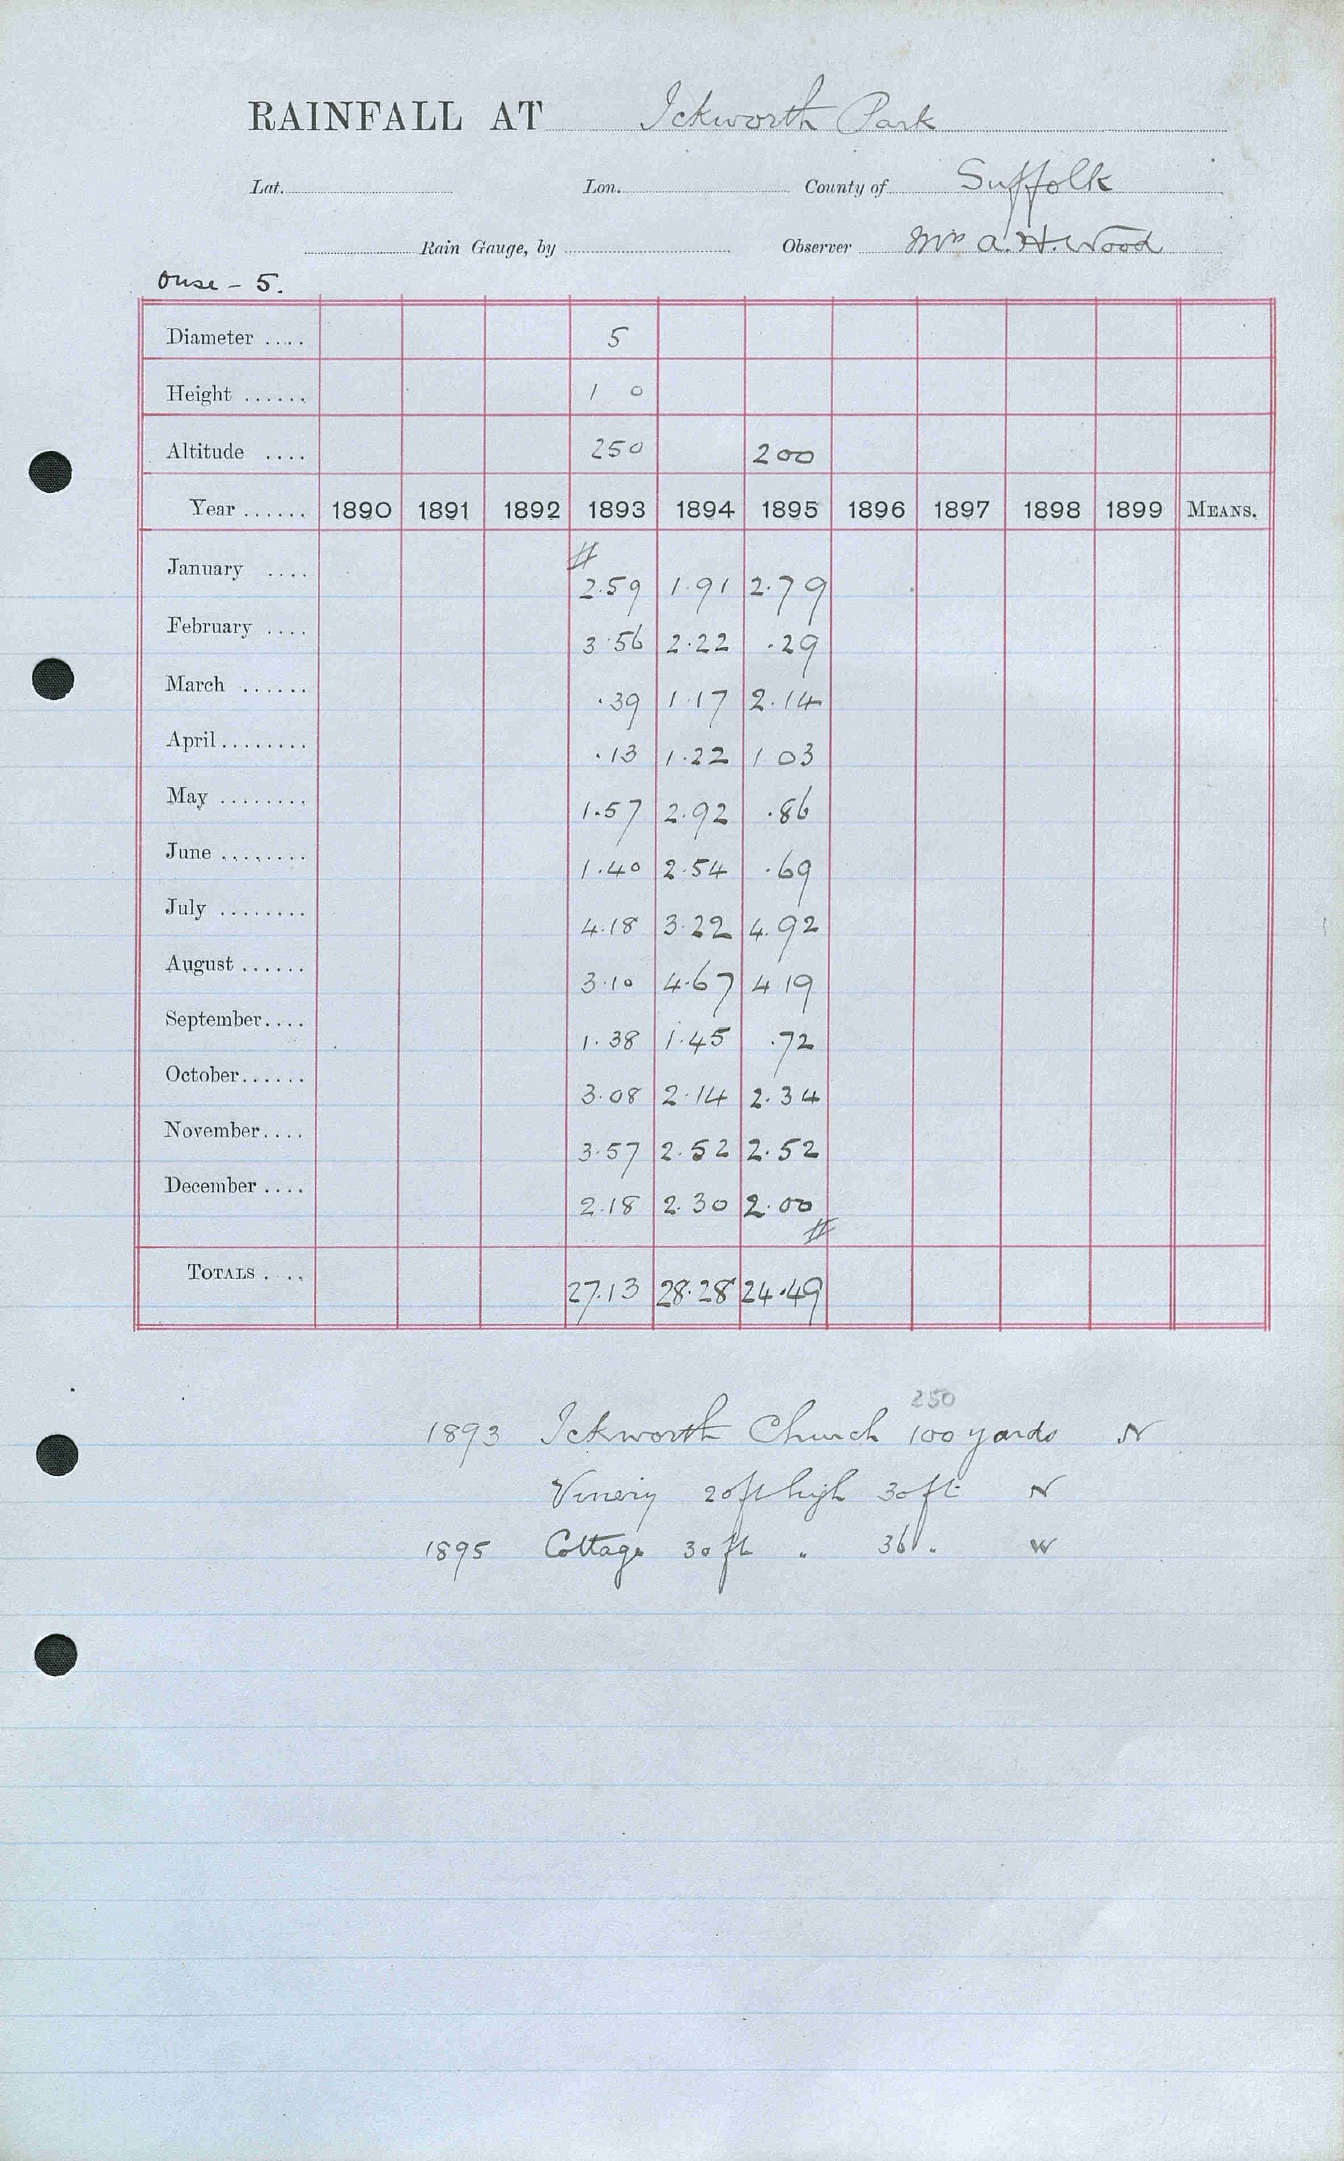 RAINFALL AT Ickworth Park
Lat. Lon. County of Suffolk
Rain Gauge, by Observer Mrs A. H. Wood
Ouse - 5.
Diameter .... 5
Height ...... 1 0
Altitude .... 250 200
Year ...... 1890 1891 1892 1893 1894 1895 1896 1897 1898 1899 MEANS.
#
January .... 2.59 1.91 2.79
February .... 3.56 2.22 .29
March ...... .39 1.17 2.14
April ........ .13 1.22 1 03
May ........ 1.57 2.92 .86
June ........ 1.40 2.54 .69
July ........ 4.18 3.22 4.92
August ...... 3.10 4.67 4 19
September.... 1.38 1.45 .72
October...... 3.08 2.14 2.34
November.... 3.57 2.52 2.52
December .... 2.18 2.30 2.00
#
TOTALS .... 27.13 28.28 24.49
250
1893 Ickworth Church 100 yards N
Vinery 20ft high 30ft N
1895 Cottage 30ft " 36 " W